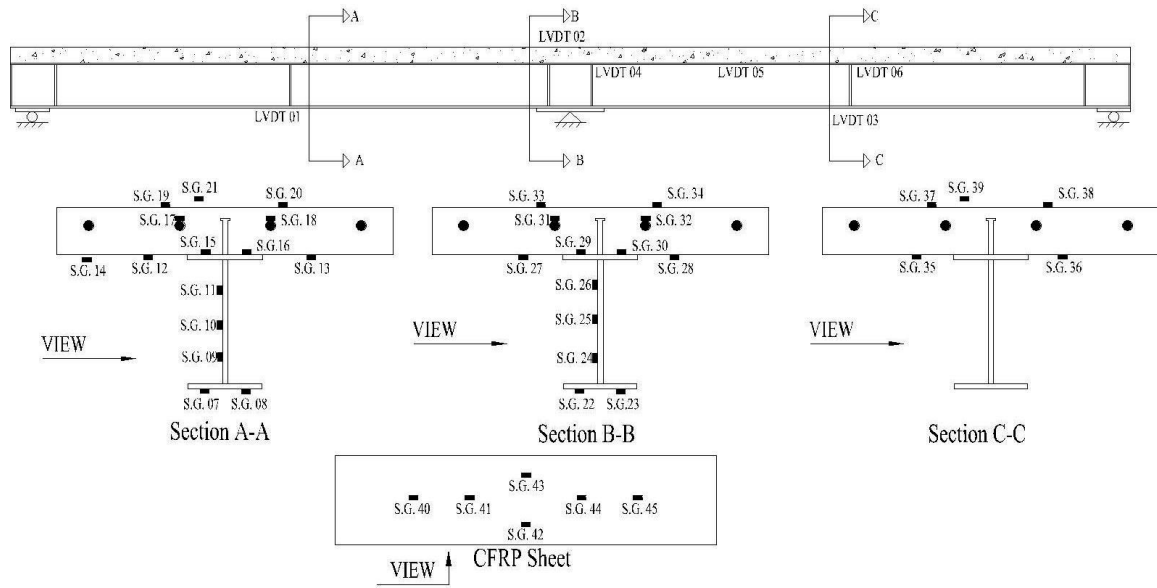 A
B
C
LVDT 02
LVDT 04
LVDT 05
LVDT 06
LVDT 01
LVDT 03
A
B
C
S.G. 21
S.G. 19
S.G. 20
S.G. 17
S.G. 18
S.G. 15
S.G.16
S.G. 14
S.G. 12
S.G. 13
S.G. 11
S.G. 10
VIEW
S.G. 09
S.G. 07
S.G. 08
Section A-A
S.G. 33
S.G. 34
S.G. 31
S.G. 32
S.G. 29
S.G. 30
S.G. 27
S.G. 28
S.G. 26
S.G. 25
VIEW
S.G. 24
S.G. 22
S.G.23
Section B-B
S.G. 39
S.G. 37
S.G. 38
S.G. 35
S.G. 36
VIEW
Section C-C
S.G. 43
S.G. 40
S.G. 41
S.G. 44
S.G. 45
S.G. 42
CFRP Sheet
VIEW